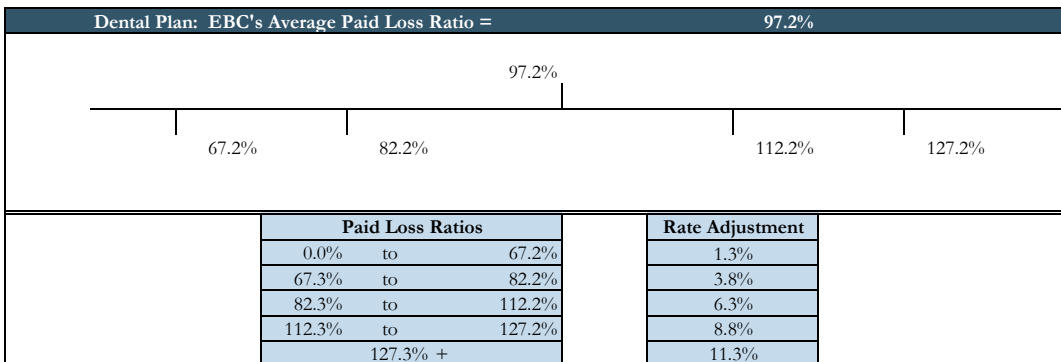 Dental Plan: EBC's Average Paid Loss Ratio = 97.2%
97.2%
67.2% 82.2% 112.2% 127.2%
Paid Loss Ratios Rate Adjustment
0.0% to 67.2% 1.3%
67.3% to 82.2% 3.8%
82.3% to 112.2% 6.3%
112.3% to 127.2% 8.8%
127.3% + 11.3%